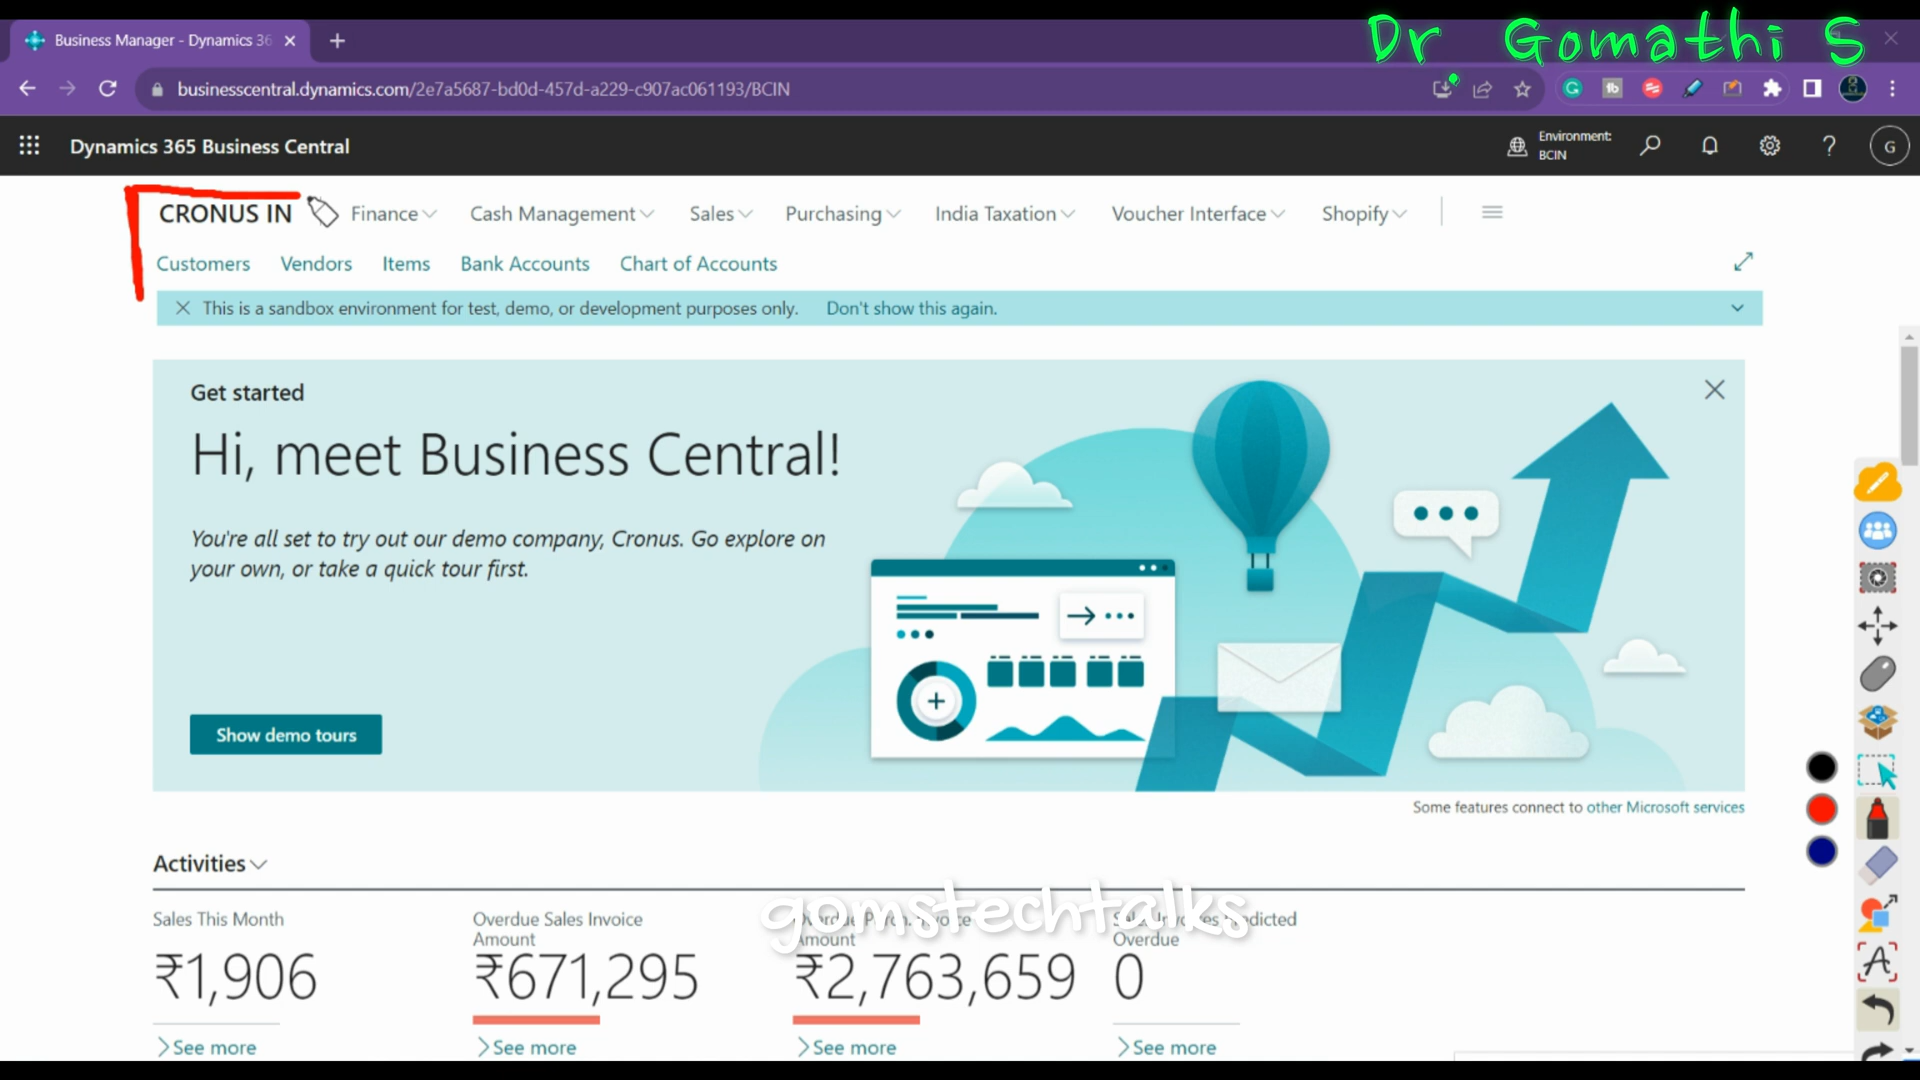 Dr Gomathi S
Business Manager - Dynamics 36
businesscentral.dynamics.com/2e7a5687-bd0d-457d-a229-c907ac061193/BCIN
Dynamics 365 Business Central
Environment:
BCIN
G
CRONUS IN Finance Cash Management Sales Purchasing India Taxation Voucher Interface Shopify
Customers Vendors Items Bank Accounts Chart of Accounts
This is a sandbox environment for test, demo, or development purposes only. Don't show this again.
Get started
Hi, meet Business Central!
You're all set to try out our demo company, Cronus. Go explore on
your own, or take a quick tour first.
Show demo tours
Some features connect to other Microsoft services
Activities
gomstechtalks
Sales This Month
₹1,906
See more
Overdue Sales Invoice
Amount
₹671,295
See more
Overdue Purch. Invoice
Amount
₹2,763,659
See more
Sales Invoices Predicted
Overdue
0
See more